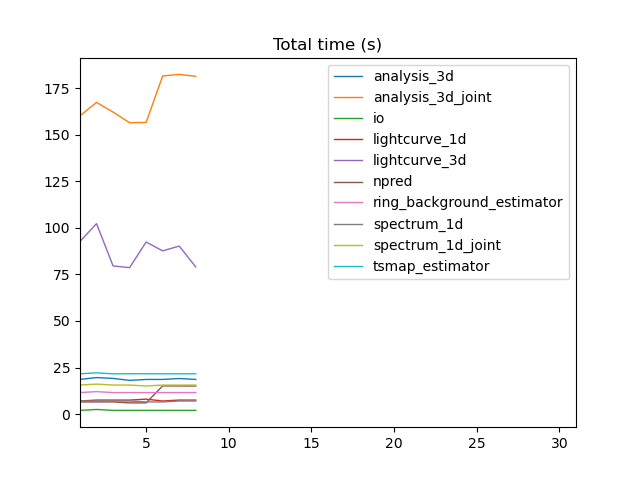 Total time (s)
analysis_3d
analysis_3d_joint
io
lightcurve_1d
lightcurve_3d
npred
ring_background_estimator
spectrum_1d
spectrum_1d_joint
tsmap_estimator
175
150
125
100
75
50
25
0
5 10 15 20 25 30